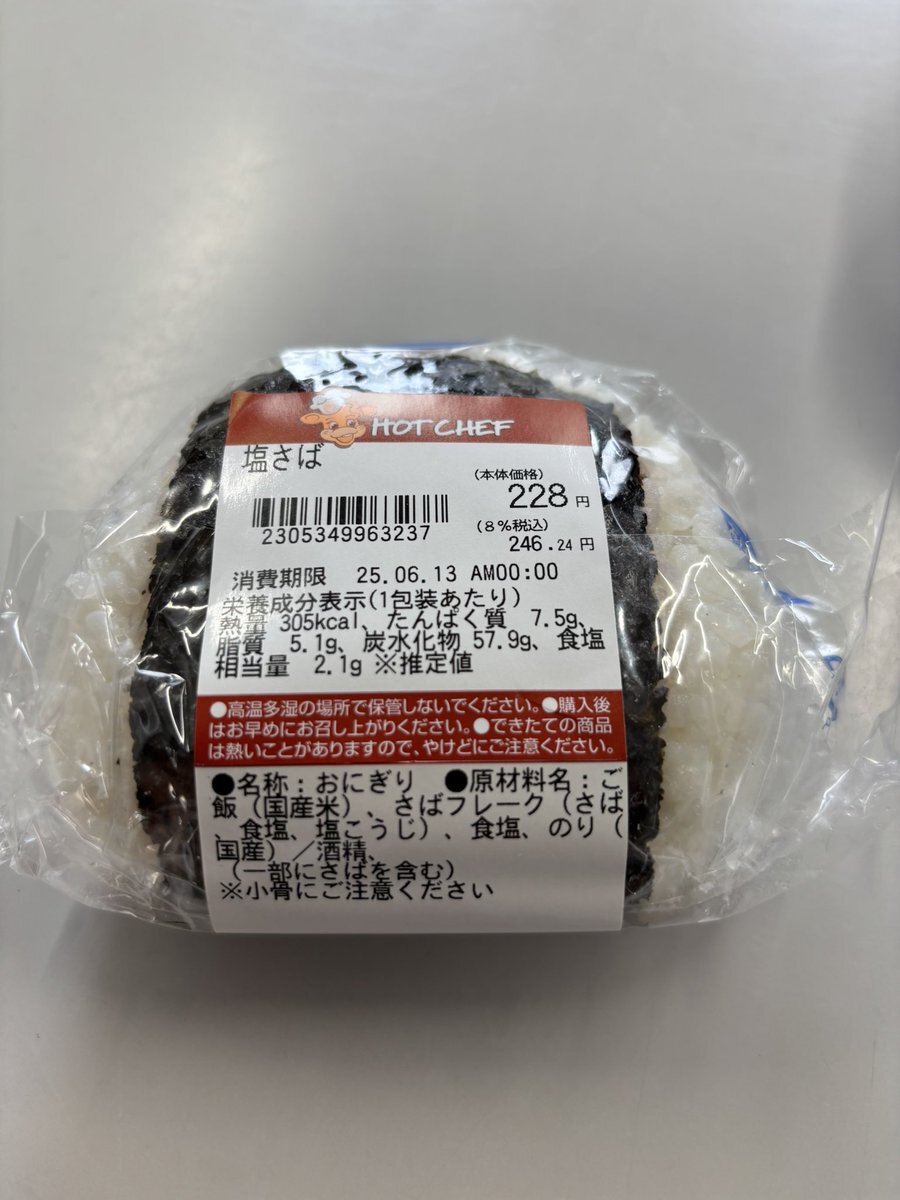 HOT CHEF
塩さば
(本体価格)
228円
2305349963237
(8%税込)
246.24円
消費期限 25.06.13 AM00:00
栄養成分表示(1包装あたり)
熱量 305kcal、たんぱく質 7.5g、
脂質 5.1g、炭水化物 57.9g、食塩
相当量 2.1g ※推定値
●高温多湿の場所で保管しないでください。●購入後
はお早めにお召し上がりください。●できたての商品
は熱いことがありますので、やけどにご注意ください。
●名称：おにぎり ●原材料名：ご
飯（国産米）、さばフレーク（さば
、食塩、塩こうじ）、食塩、のり（
国産）／酒精、
（一部にさばを含む）
※小骨にご注意ください